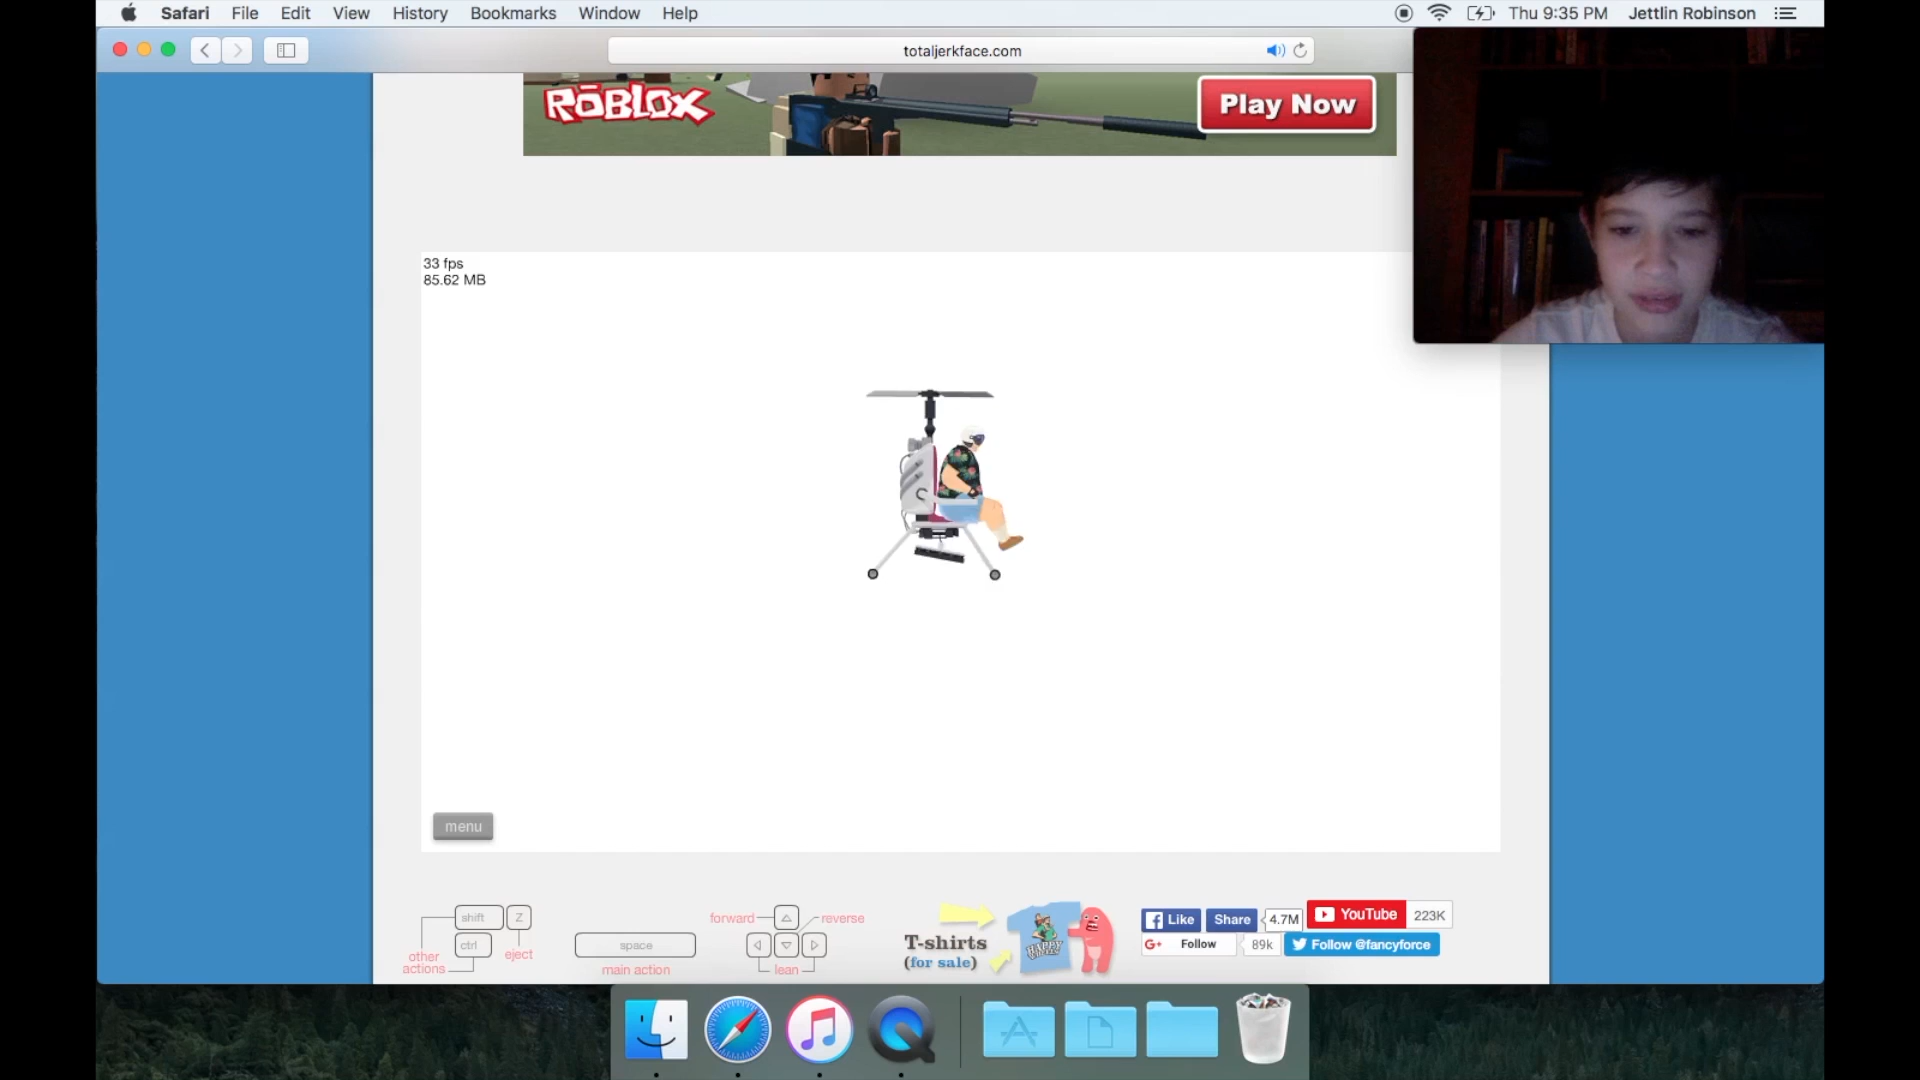 Safari File Edit View History Bookmarks Window Help Thu 9:35 PM Jettlin Robinson
totaljerkface.com
ROBLOX Play Now
33 fps
85.62 MB
menu
shift Z
ctrl
other
actions
eject
space
main action
forward reverse
lean
T-shirts
(for sale)
HAPPY WHEELS
Like Share 4.7M YouTube 223K
G+ Follow 89k Follow @fancyforce